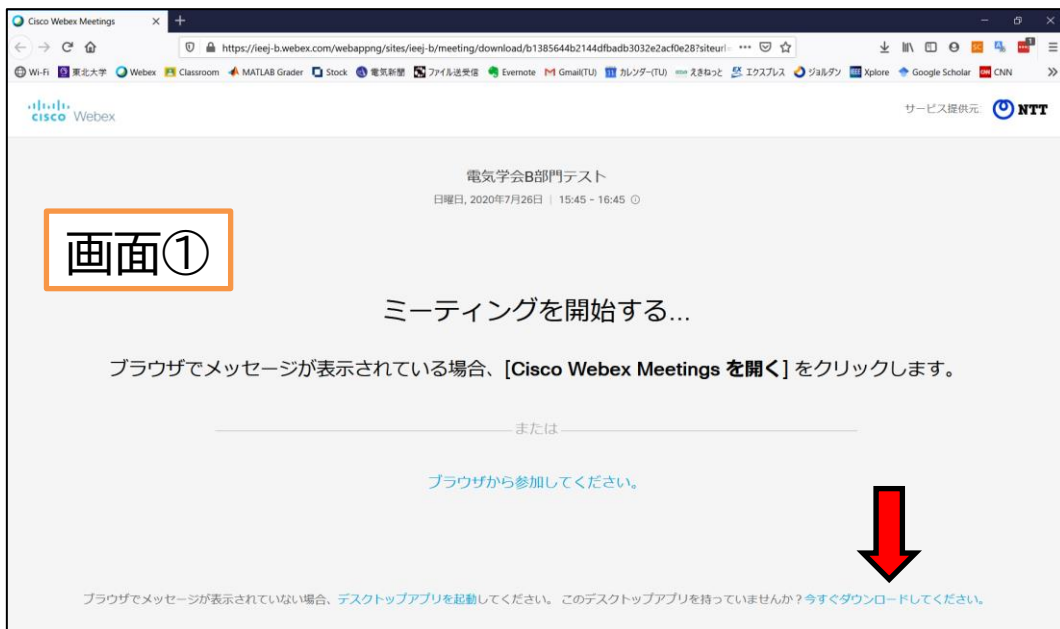 Cisco Webex Meetings
https://ieej-b.webex.com/webappng/sites/ieej-b/meeting/download/b1385644b2144dfbadb3032e2acf0e28?siteurl=
Wi-Fi 東北大学 Webex Classroom MATLAB Grader Stock 電気新聞 ファイル送受信 Evernote Gmail(TU) カレンダー(TU) えきねっと エクスプレス ジョルダン Xplore Google Scholar CNN
CISCO Webex サービス提供元: NTT
電気学会B部門テスト
日曜日, 2020年7月26日 | 15:45 - 16:45
画面①
ミーティングを開始する...
ブラウザでメッセージが表示されている場合、[Cisco Webex Meetings を開く] をクリックします。
または
ブラウザから参加してください。
ブラウザでメッセージが表示されていない場合、デスクトップアプリを起動してください。 このデスクトップアプリを持っていませんか？今すぐダウンロードしてください。